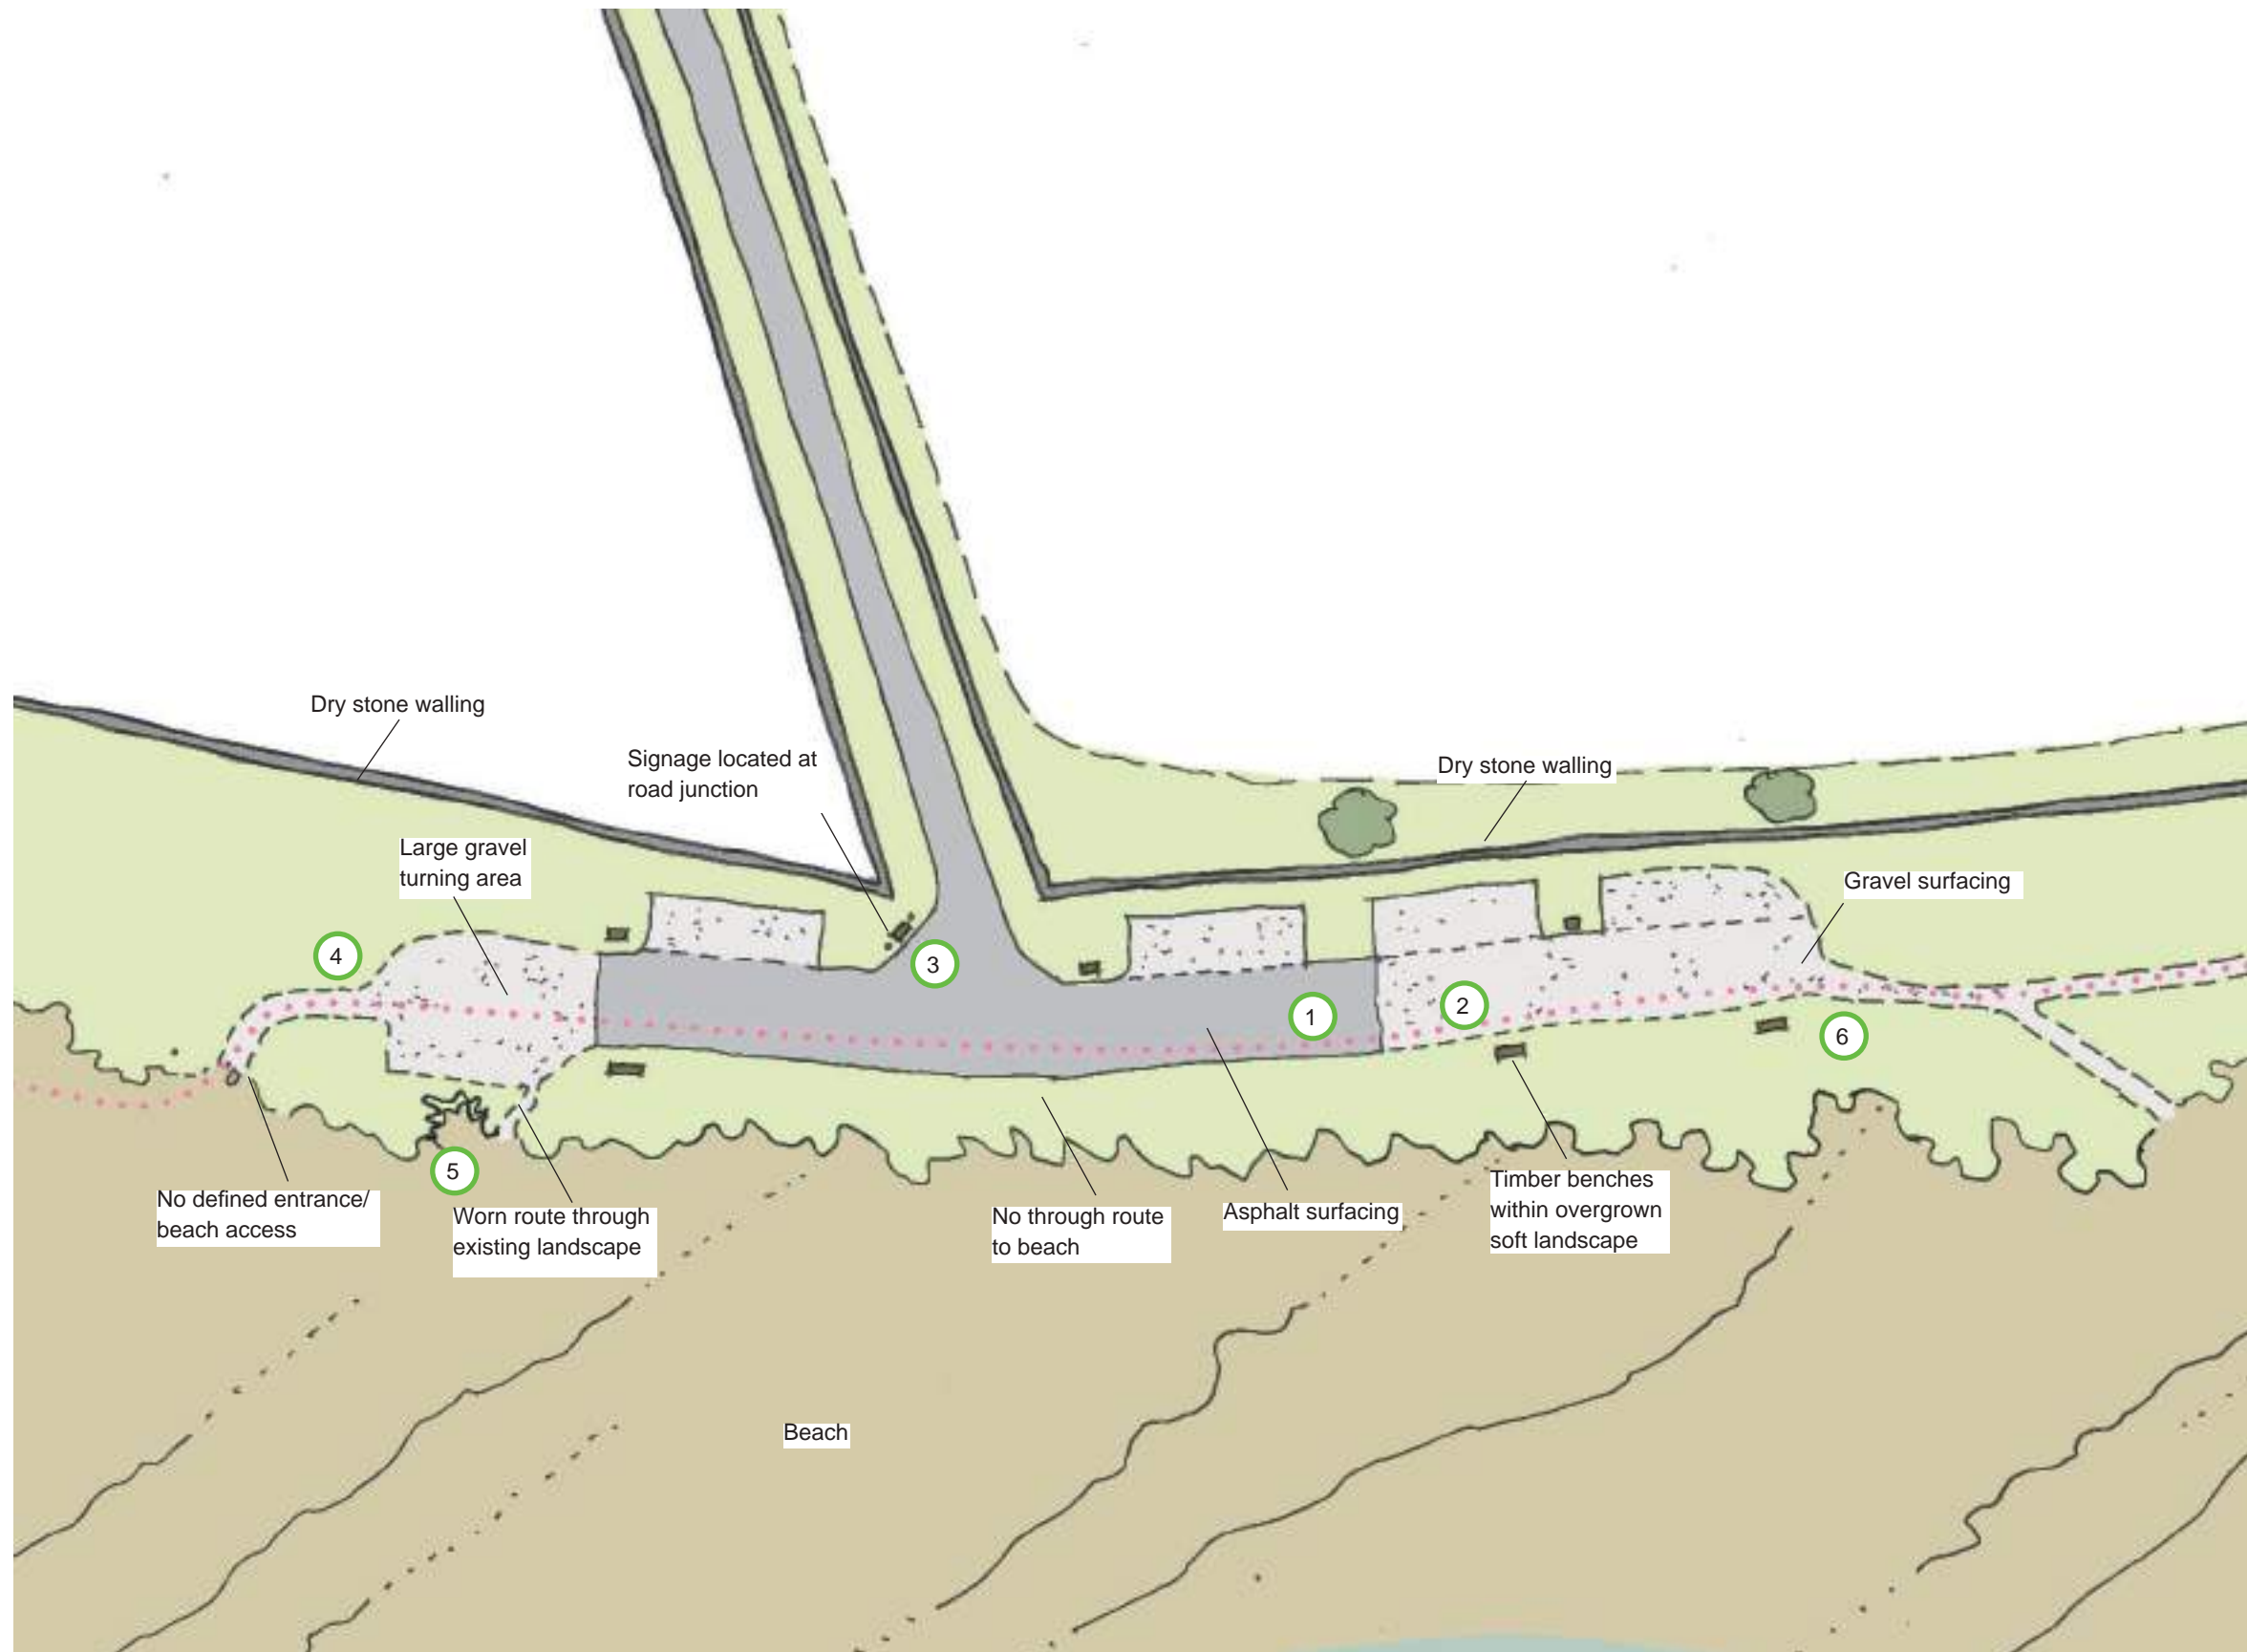 Dry stone walling
Signage located at
road junction
Dry stone walling
Large gravel
turning area
Gravel surfacing
4
3
2
1
6
5
No defined entrance/
beach access
Worn route through
existing landscape
No through route
to beach
Asphalt surfacing
Timber benches
within overgrown
soft landscape
Beach